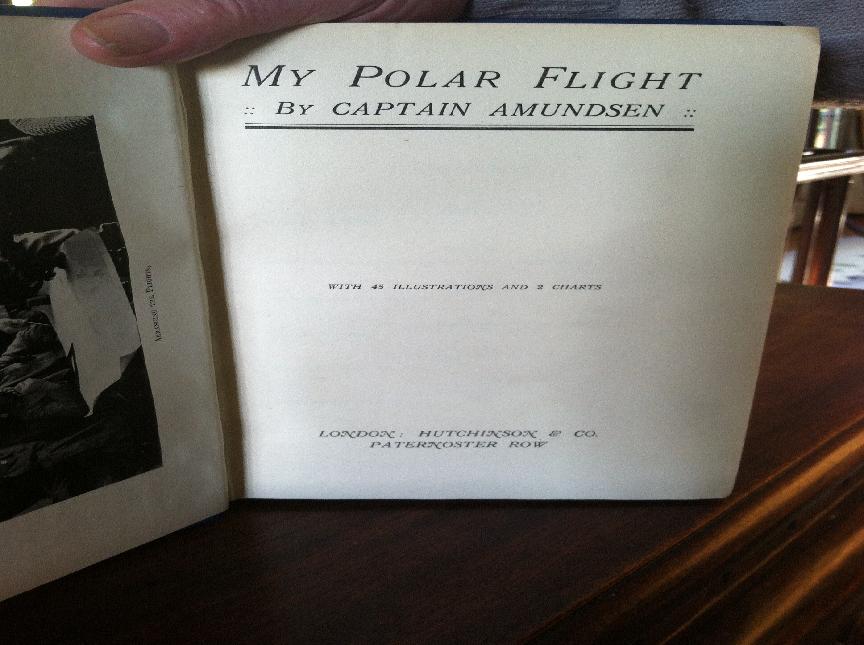 MY POLAR FLIGHT
:: BY CAPTAIN AMUNDSEN ::
WITH 45 ILLUSTRATIONS AND 2 CHARTS
LONDON: HUTCHINSON & CO.
PATERNOSTER ROW